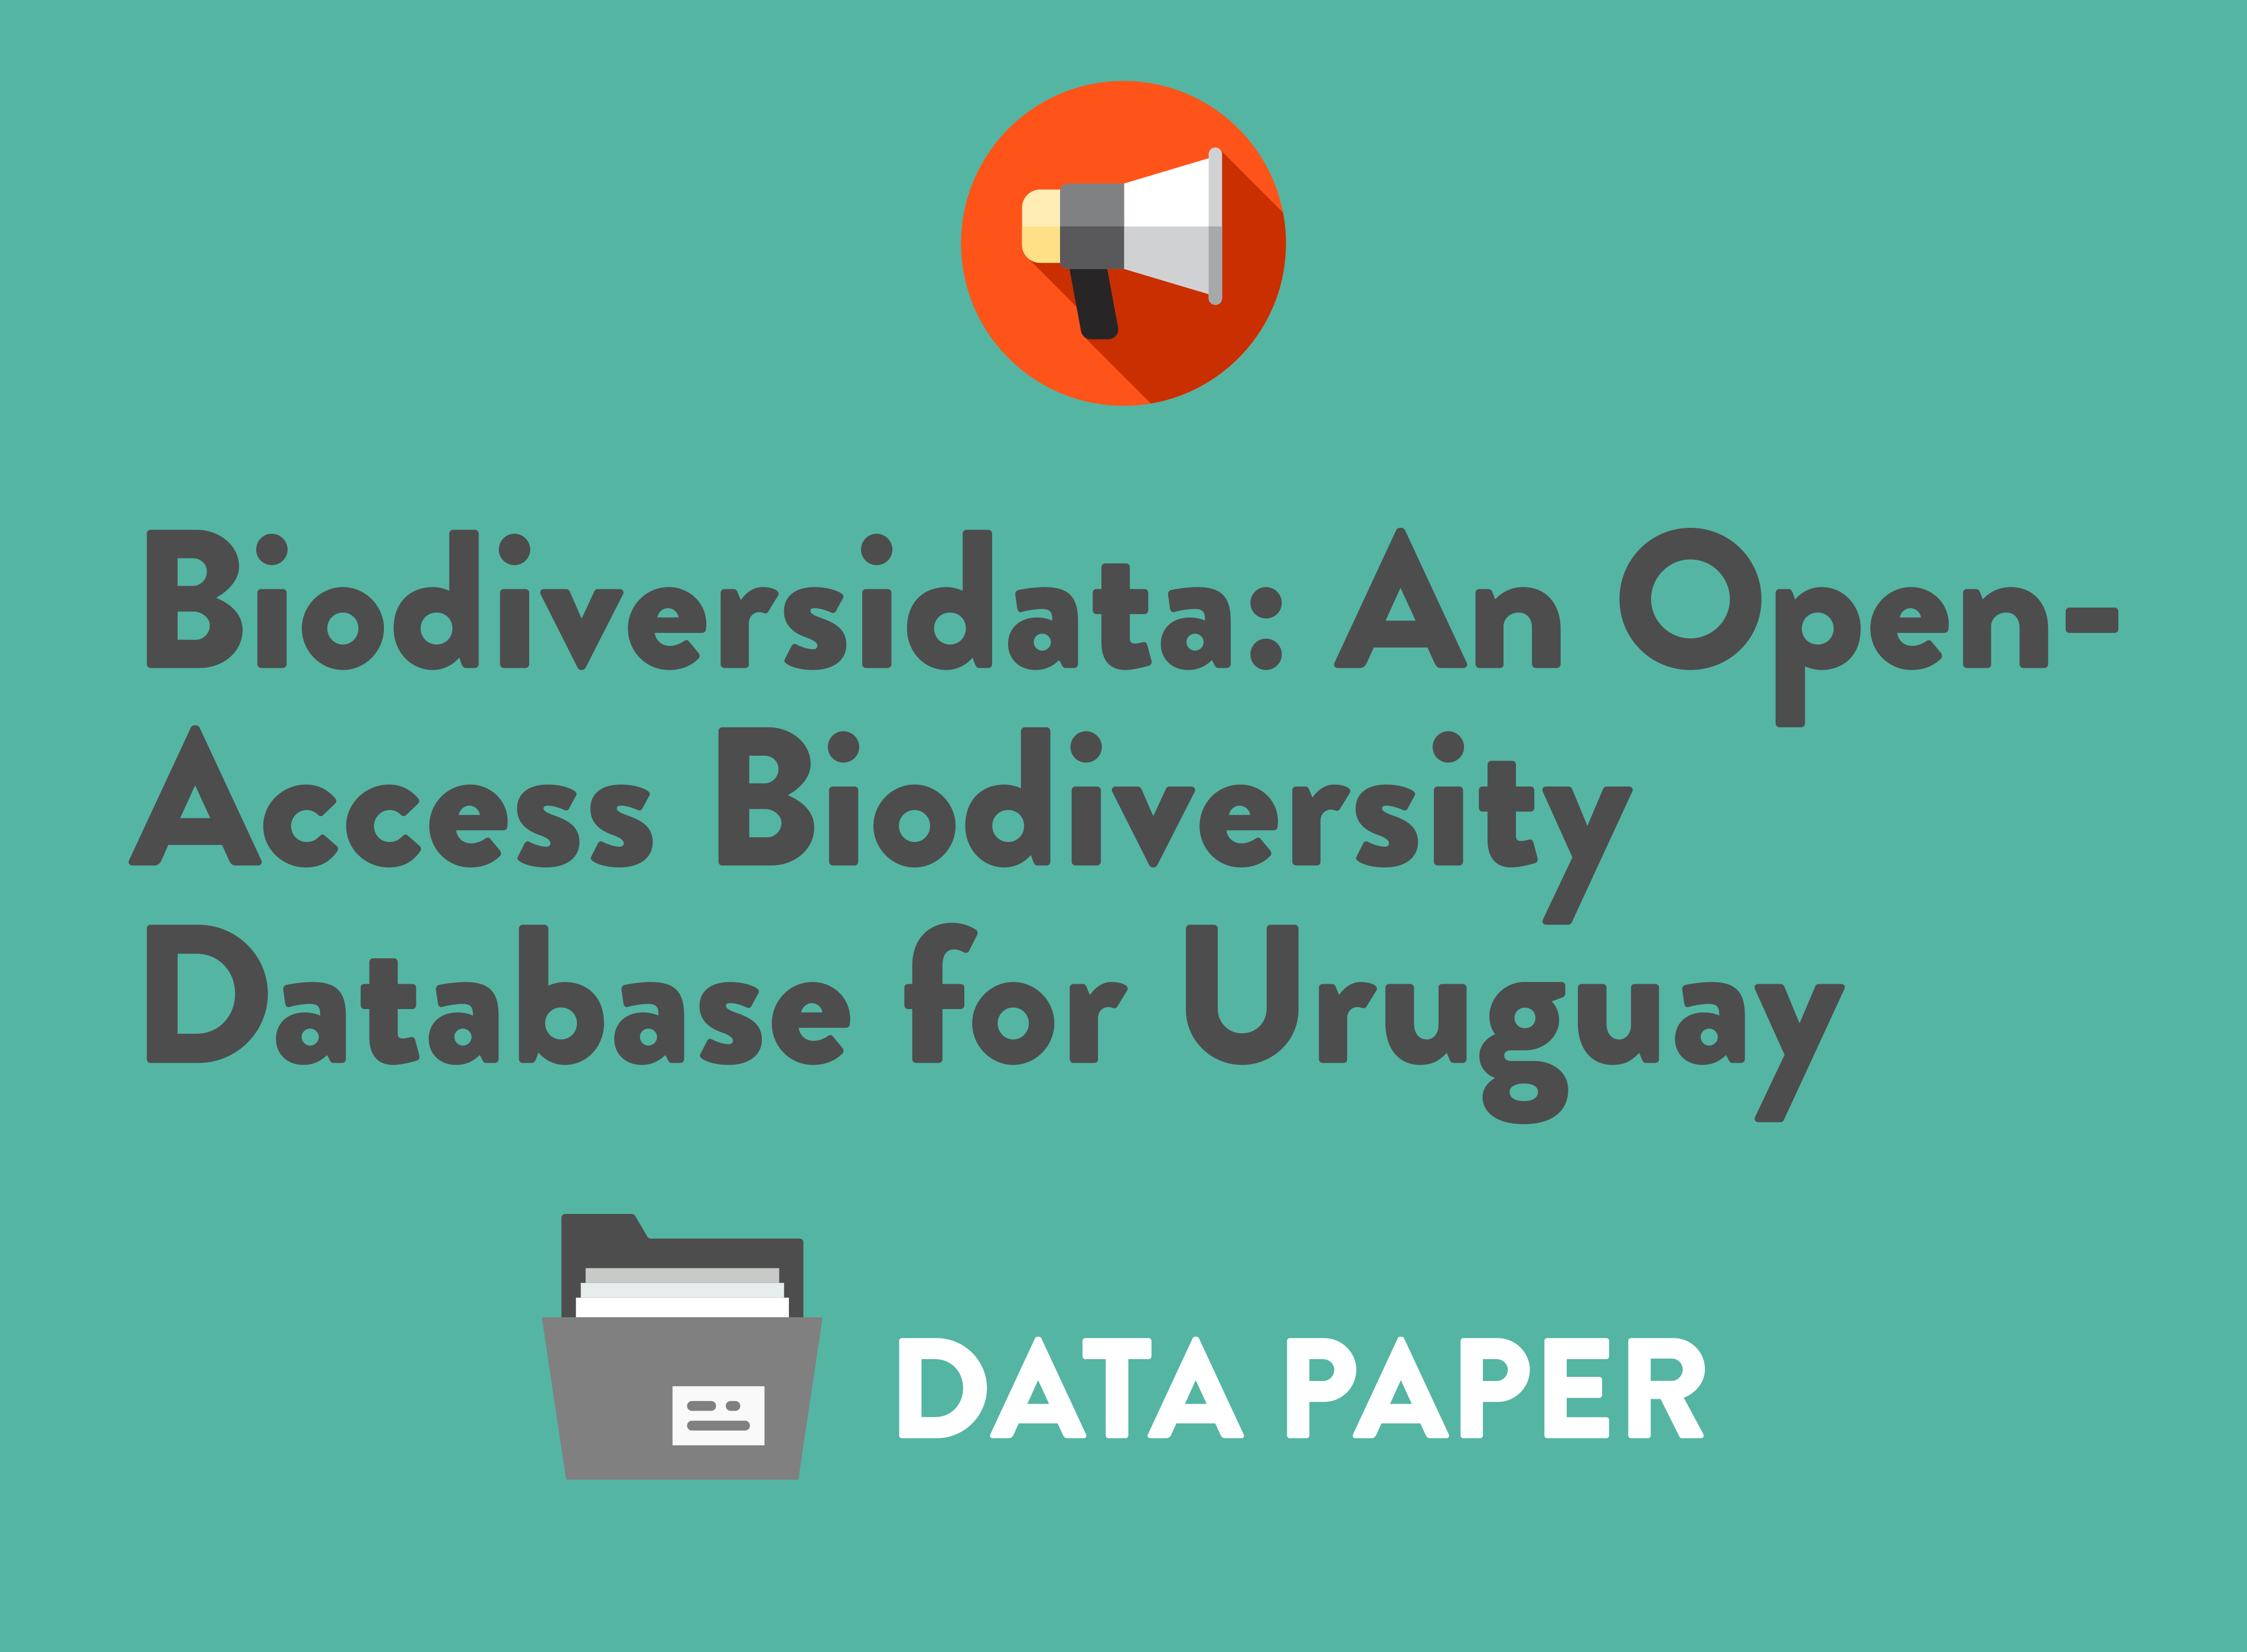 Biodiversidata: An Open-
Access Biodiversity
Database for Uruguay
DATA PAPER